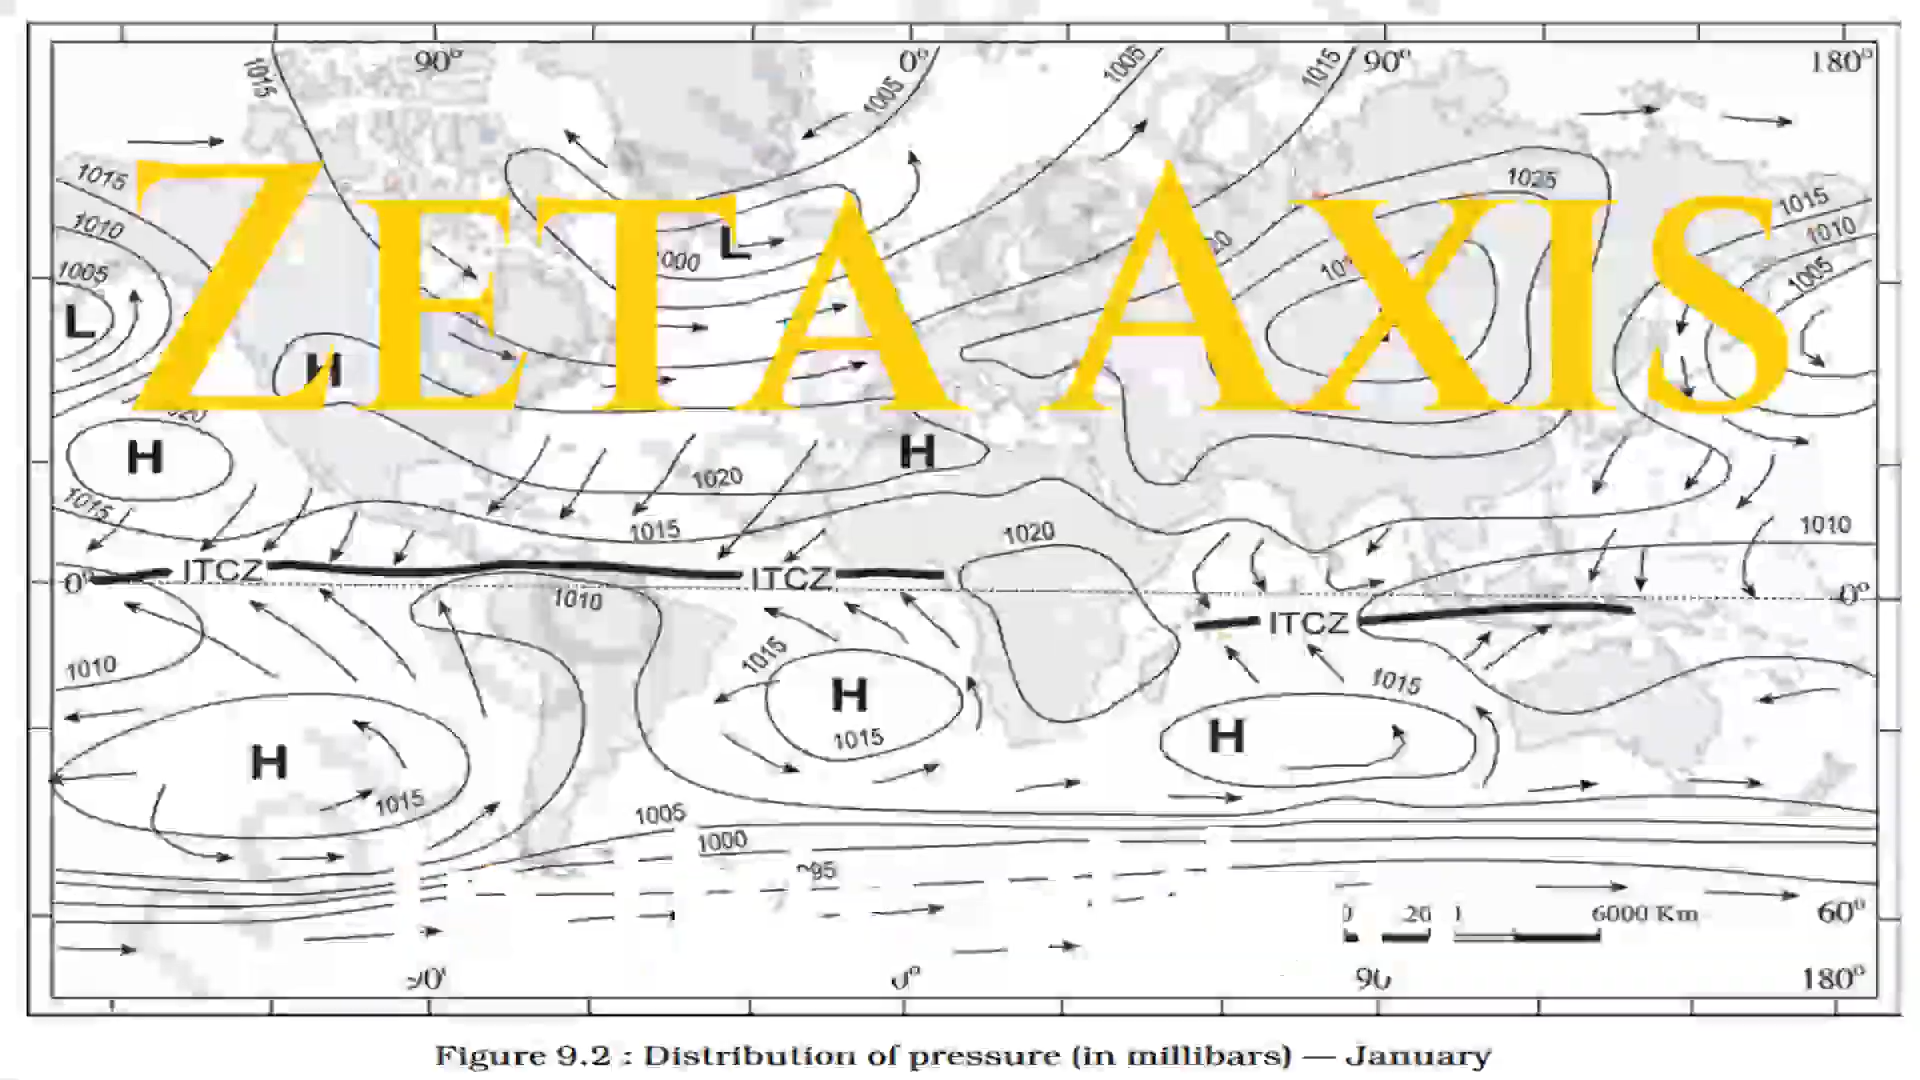 90° 0° 90° 180°
1015 1005 1005 1015
1015 1025 1015
1010 1010
L
1005 1005
L
ZETA AXIS
H
H H
1020
1015 1015 1020 1010
ITCZ ITCZ
0° 0°
1010 ITCZ
1010 1015 1015
H H
1015
H
1015
1005
1000
6000 Km
60°
0° 180°
Figure 9.2 : Distribution of pressure (in millibars) — January